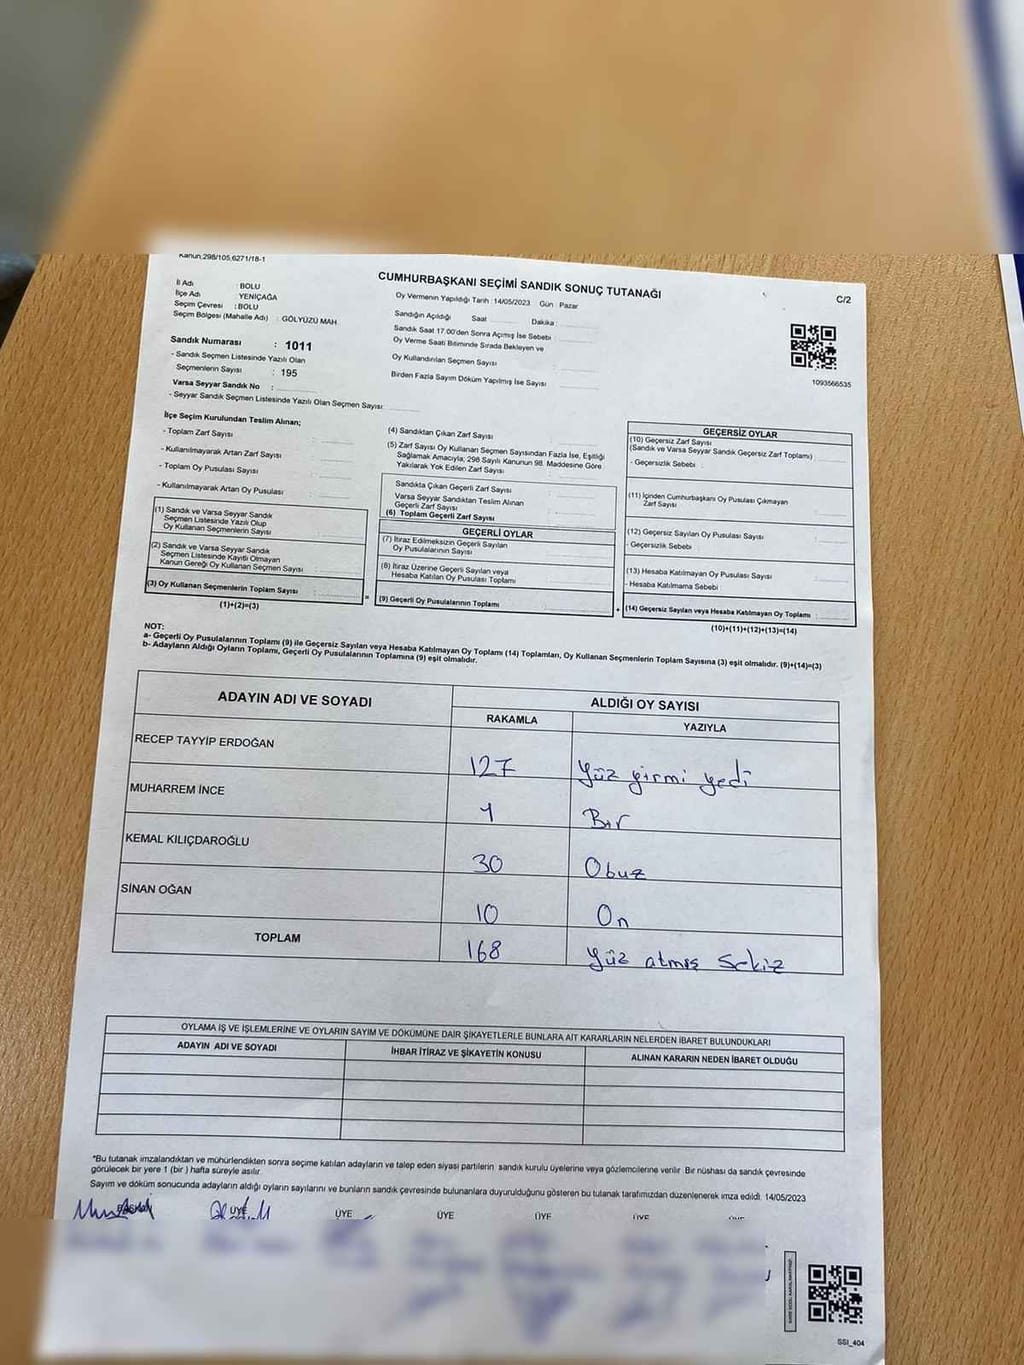 Kanun:298/105,6271/18-1
CUMHURBAŞKANI SEÇİMİ SANDIK SONUÇ TUTANAĞI
C/2
İl Adı : BOLU
İlçe Adı : YENİÇAĞA
Seçim Çevresi : BOLU
Seçim Bölgesi (Mahalle Adı) : GÖLYÜZÜ MAH
Sandık Numarası : 1011
- Sandık Seçmen Listesinde Yazılı Olan
Seçmenlerin Sayısı : 195
Varsa Seyyar Sandık No :
- Seyyar Sandık Seçmen Listesinde Yazılı Olan Seçmen Sayısı
Oy Vermenin Yapıldığı Tarih : 14/05/2023 Gün : Pazar
Sandığın Açıldığı Saat Dakika :
Sandık Saat 17.00'den Sonra Açmış İse Sebebi
Oy Verme Saati Bitiminde Sırada Bekleyen ve
Oy Kullandırılan Seçmen Sayısı
Birden Fazla Sayım Döküm Yapılmış İse Sayısı
1093566535
İlçe Seçim Kurulundan Teslim Alınan;
- Toplam Zarf Sayısı
- Kullanılmayarak Artan Zarf Sayısı
- Toplam Oy Pusulası Sayısı
- Kullanılmayarak Artan Oy Pusulası
(1) Sandık ve Varsa Seyyar Sandık
Seçmen Listesinde Yazılı Olup
Oy Kullanan Seçmenlerin Sayısı
(2) Sandık ve Varsa Seyyar Sandık
Seçmen Listesinde Kayıtlı Olmayan
Kanun Gereği Oy Kullanan Seçmen Sayısı
(3) Oy Kullanan Seçmenlerin Toplam Sayısı
(1)+(2)=(3)
(4) Sandıktan Çıkan Zarf Sayısı
(5) Zarf Sayısı Oy Kullanan Seçmen Sayısından Fazla İse, Eşitliği
Sağlamak Amacıyla; 298 Sayılı Kanunun 98. Maddesine Göre
Yakılarak Yok Edilen Zarf Sayısı
Sandıkta Çıkan Geçerli Zarf Sayısı
Varsa Seyyar Sandıktan Teslim Alınan
Geçerli Zarf Sayısı
(6) Toplam Geçerli Zarf Sayısı
GEÇERLİ OYLAR
(7) İtiraz Edilmeksizin Geçerli Sayılan
Oy Pusulalarının Sayısı
(8) İtiraz Üzerine Geçerli Sayılan veya
Hesaba Katılan Oy Pusulası Toplamı
(9) Geçerli Oy Pusulalarının Toplamı
GEÇERSİZ OYLAR
(10) Geçersiz Zarf Sayısı
(Sandık ve Varsa Seyyar Sandık Geçersiz Zarf Toplamı)
- Geçersizlik Sebebi :
(11) İçinden Cumhurbaşkanı Oy Pusulası Çıkmayan
Zarf Sayısı
(12) Geçersiz Sayılan Oy Pusulası Sayısı
- Geçersizlik Sebebi
(13) Hesaba Katılmayan Oy Pusulası Sayısı
- Hesaba Katılmama Sebebi
(14) Geçersiz Sayılan veya Hesaba Katılmayan Oy Toplamı
(10)+(11)+(12)+(13)=(14)
NOT:
a- Geçerli Oy Pusulalarının Toplamı (9) ile Geçersiz Sayılan veya Hesaba Katılmayan Oy Toplamı (14) Toplamları, Oy Kullanan Seçmenlerin Toplam Sayısına (3) eşit olmalıdır. (9)+(14)=(3)
b- Adayların Aldığı Oyların Toplamı, Geçerli Oy Pusulalarının Toplamına (9) eşit olmalıdır.
ADAYIN ADI VE SOYADI ALDIĞI OY SAYISI
RAKAMLA YAZIYLA
RECEP TAYYİP ERDOĞAN 127 Yüz yirmi yedi
MUHARREM İNCE 1 Bir
KEMAL KILIÇDAROĞLU 30 Otuz
SİNAN OĞAN 10 On
TOPLAM 168 Yüz atmış Sekiz
OYLAMA İŞ VE İŞLEMLERİNE VE OYLARIN SAYIM VE DÖKÜMÜNE DAİR ŞİKAYETLERLE BUNLARA AİT KARARLARIN NELERDEN İBARET BULUNDUKLARI
ADAYIN ADI VE SOYADI İHBAR İTİRAZ VE ŞİKAYETİN KONUSU ALINAN KARARIN NEDEN İBARET OLDUĞU
*Bu tutanak imzalandıktan ve mühürlendikten sonra seçime katılan adayların ve talep eden siyasi partilerin sandık kurulu üyelerine veya gözlemcilerine verilir. Bir nüshası da sandık çevresinde
görülecek bir yere 1 (bir ) hafta süreyle asılır.
Sayım ve döküm sonucunda adayların aldığı oyların sayılarını ve bunların sandık çevresinde bulunanlara duyurulduğunu gösteren bu tutanak tarafımızdan düzenlenerek imza edildi. 14/05/2023
BAŞKAN ÜYE ÜYE ÜYE ÜYE ÜYE ÜYE
SSI_404